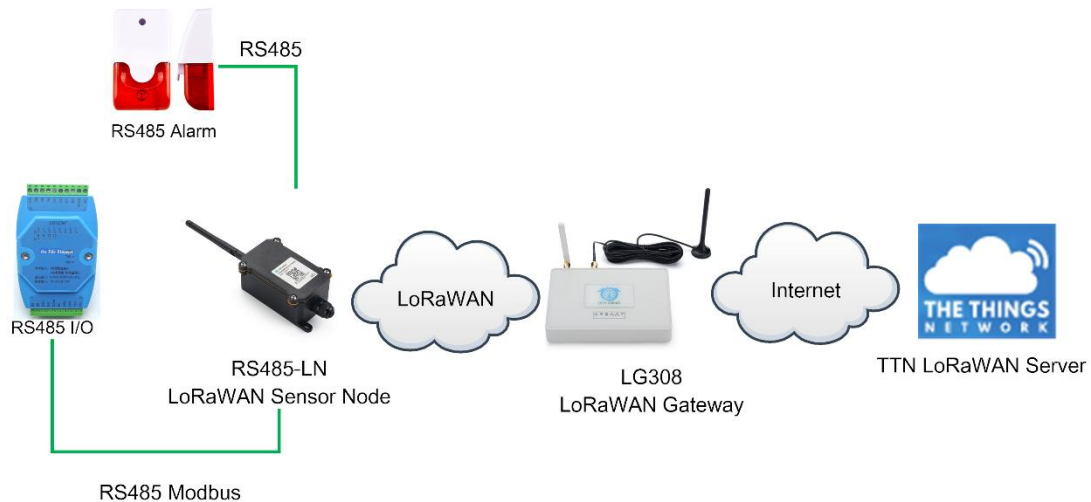 RS485
RS485 Alarm
RS485 I/O
RS485-LN
LoRaWAN Sensor Node
LoRaWAN
LG308
LoRaWAN Gateway
Internet
THE THINGS
NETWORK
TTN LoRaWAN Server
RS485 Modbus